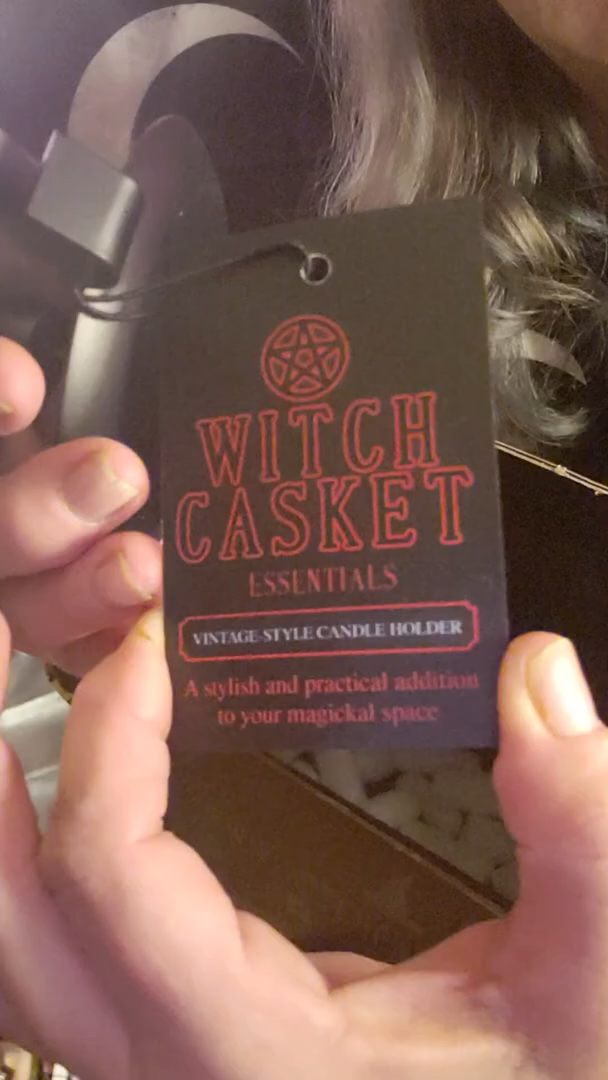 WITCH
CASKET
ESSENTIALS
VINTAGE-STYLE CANDLE HOLDER
A stylish and practical addition
to your magickal space